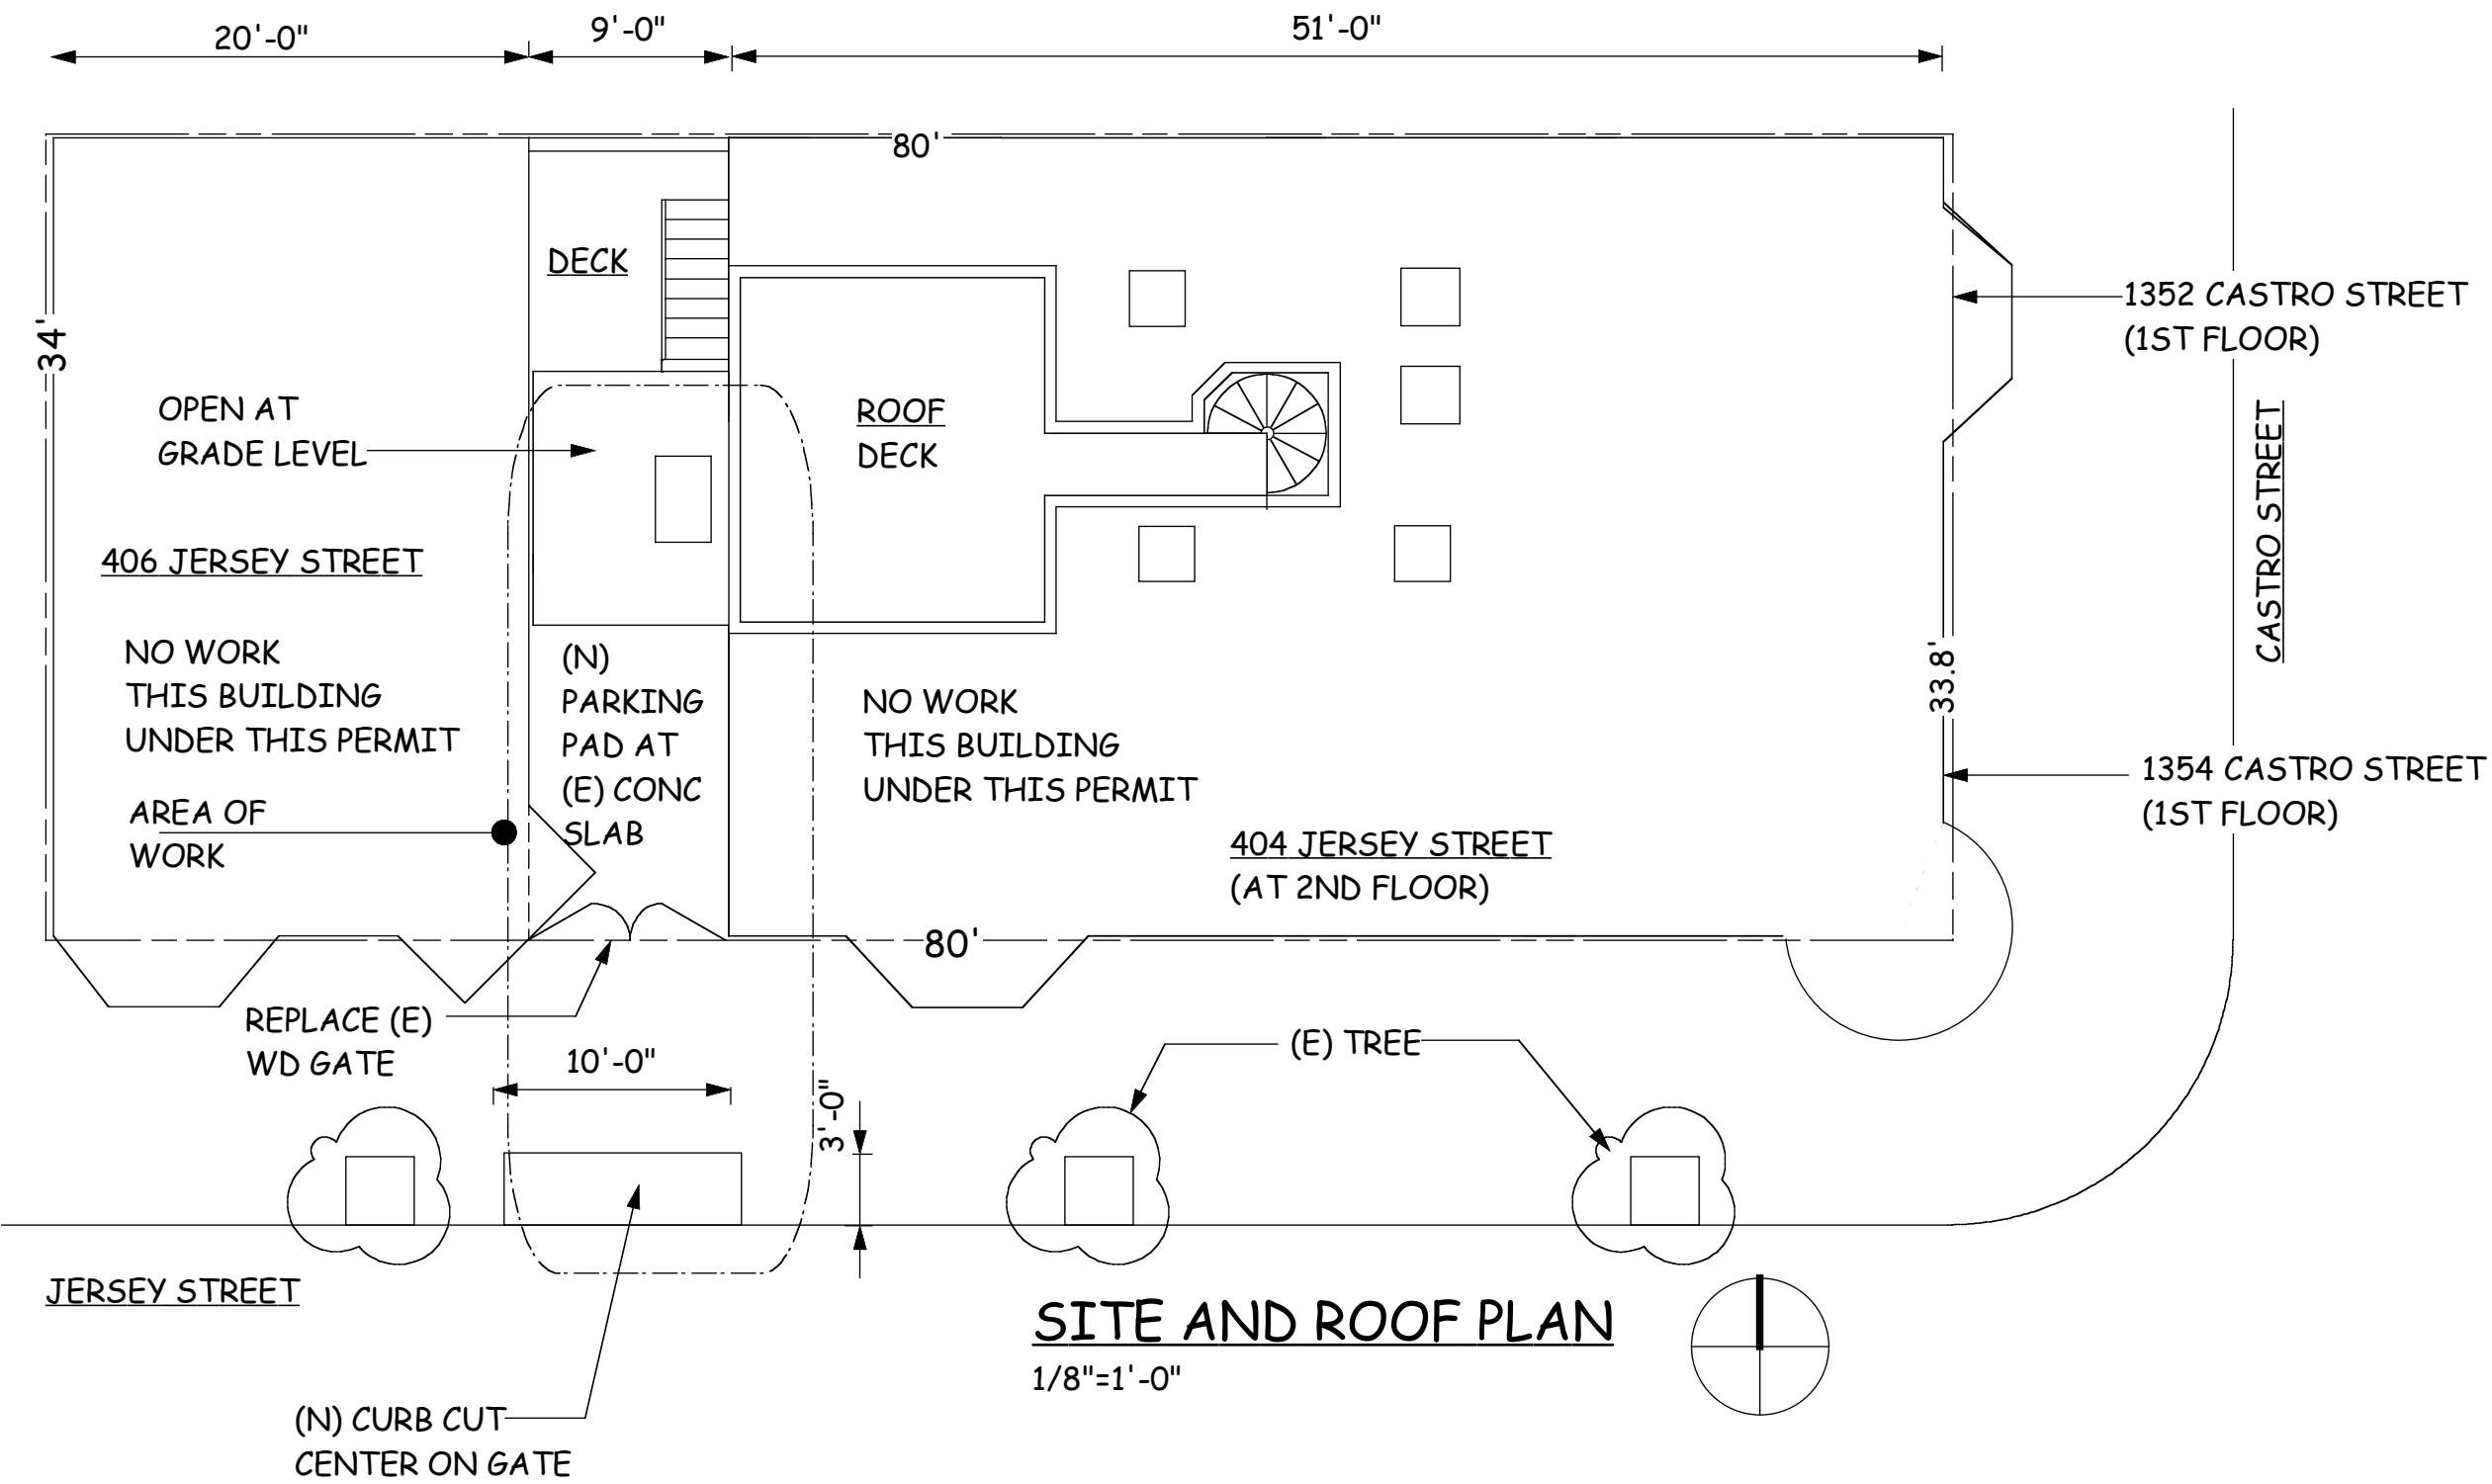 20'-0"
9'-0"
51'-0"
80'
DECK
34'
1352 CASTRO STREET
(1ST FLOOR)
OPEN AT
GRADE LEVEL
ROOF
DECK
CASTRO STREET
406 JERSEY STREET
NO WORK
THIS BUILDING
UNDER THIS PERMIT
(N)
PARKING
PAD AT
(E) CONC
SLAB
NO WORK
THIS BUILDING
UNDER THIS PERMIT
33.8'
1354 CASTRO STREET
(1ST FLOOR)
AREA OF
WORK
404 JERSEY STREET
(AT 2ND FLOOR)
80'
REPLACE (E)
WD GATE
10'-0"
3'-0"
(E) TREE
JERSEY STREET
SITE AND ROOF PLAN
1/8"=1'-0"
(N) CURB CUT
CENTER ON GATE